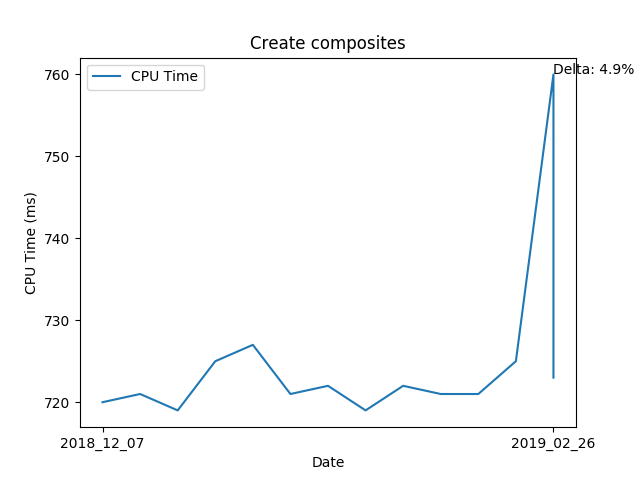 Create composites
CPU Time
Delta: 4.9%
760
750
740
730
720
CPU Time (ms)
2018_12_07
2019_02_26
Date